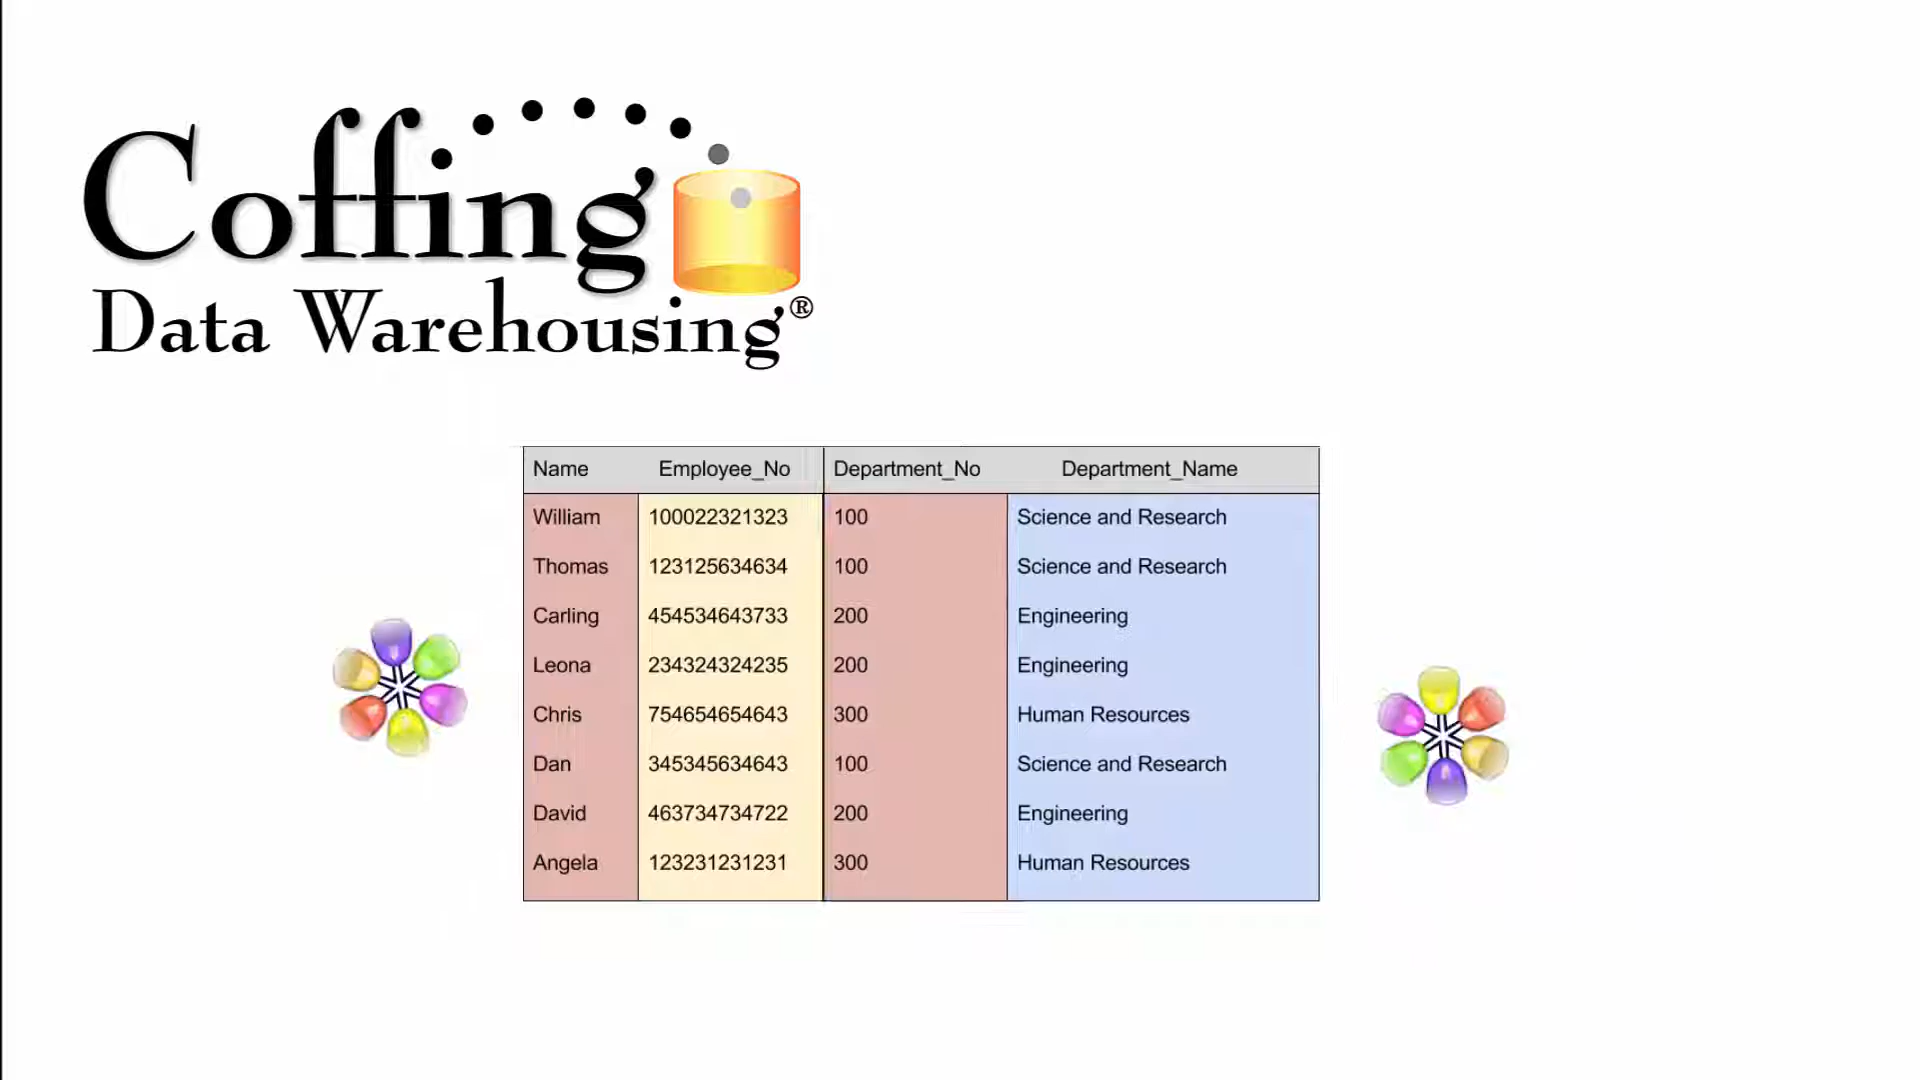 Coffing
Data Warehousing®
Name Employee_No Department_No Department_Name
William 100022321323 100 Science and Research
Thomas 123125634634 100 Science and Research
Carling 454534643733 200 Engineering
Leona 234324324235 200 Engineering
Chris 754654654643 300 Human Resources
Dan 345345634643 100 Science and Research
David 463734734722 200 Engineering
Angela 123231231231 300 Human Resources